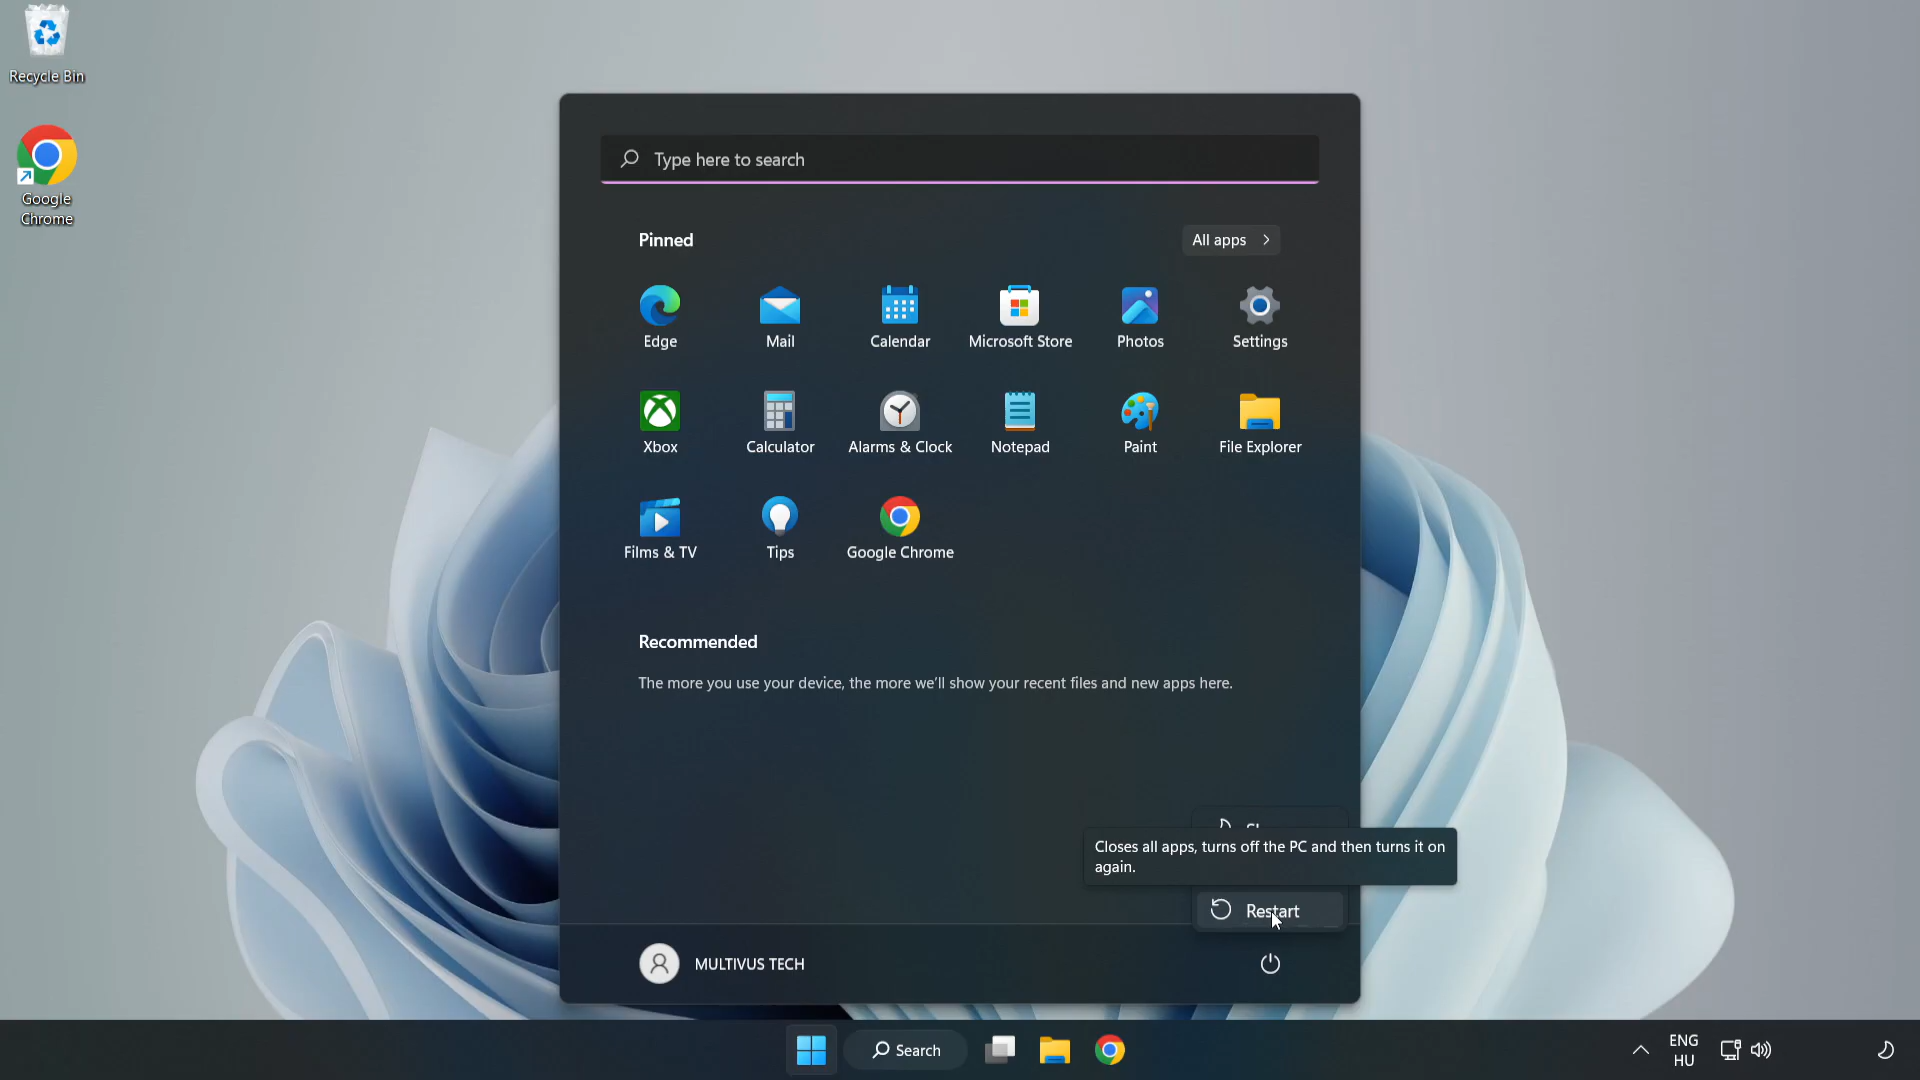 Recycle Bin
Google
Chrome
Type here to search
Pinned
All apps
Edge
Mail
Calendar
Microsoft Store
Photos
Settings
Xbox
Calculator
Alarms & Clock
Notepad
Paint
File Explorer
Films & TV
Tips
Google Chrome
Recommended
The more you use your device, the more we'll show your recent files and new apps here.
Closes all apps, turns off the PC and then turns it on
again.
Restart
MULTIVUS TECH
Search
ENG
HU